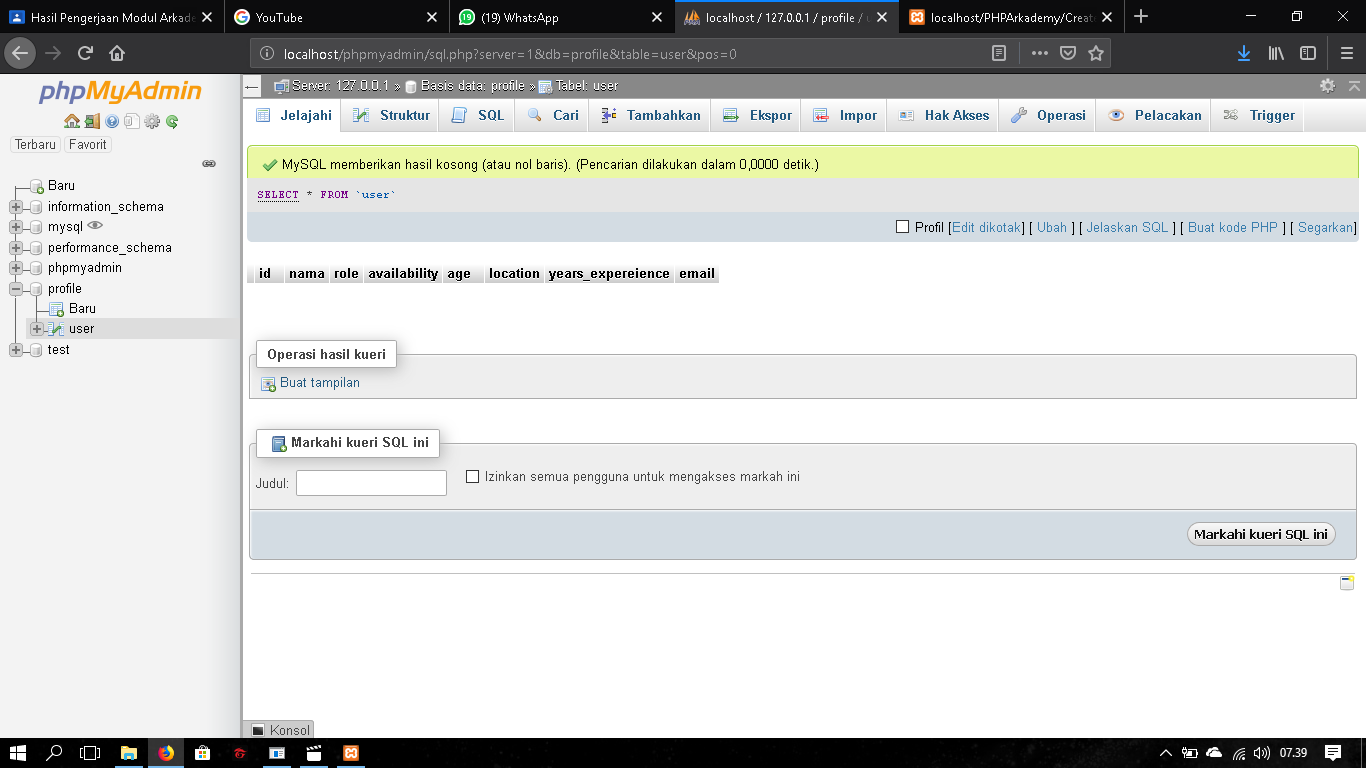 Hasil Pengerjaan Modul Arkade
YouTube
(19) WhatsApp
localhost / 127.0.0.1 / profile /
localhost/PHPArkademy/Create
localhost/phpmyadmin/sql.php?server=1&db=profile&table=user&pos=0
phpMyAdmin
Terbaru Favorit
Baru
information_schema
mysql
performance_schema
phpmyadmin
profile
Baru
user
test
Server: 127.0.0.1 » Basis data: profile » Tabel: user
Jelajahi Struktur SQL Cari Tambahkan Ekspor Impor Hak Akses Operasi Pelacakan Trigger
MySQL memberikan hasil kosong (atau nol baris). (Pencarian dilakukan dalam 0,0000 detik.)
SELECT * FROM `user`
Profil [Edit dikotak] [ Ubah ] [ Jelaskan SQL ] [ Buat kode PHP ] [ Segarkan]
id nama role availability age location years_expereience email
Operasi hasil kueri
Buat tampilan
Markahi kueri SQL ini
Judul: Izinkan semua pengguna untuk mengakses markah ini
Markahi kueri SQL ini
Konsol
07.39